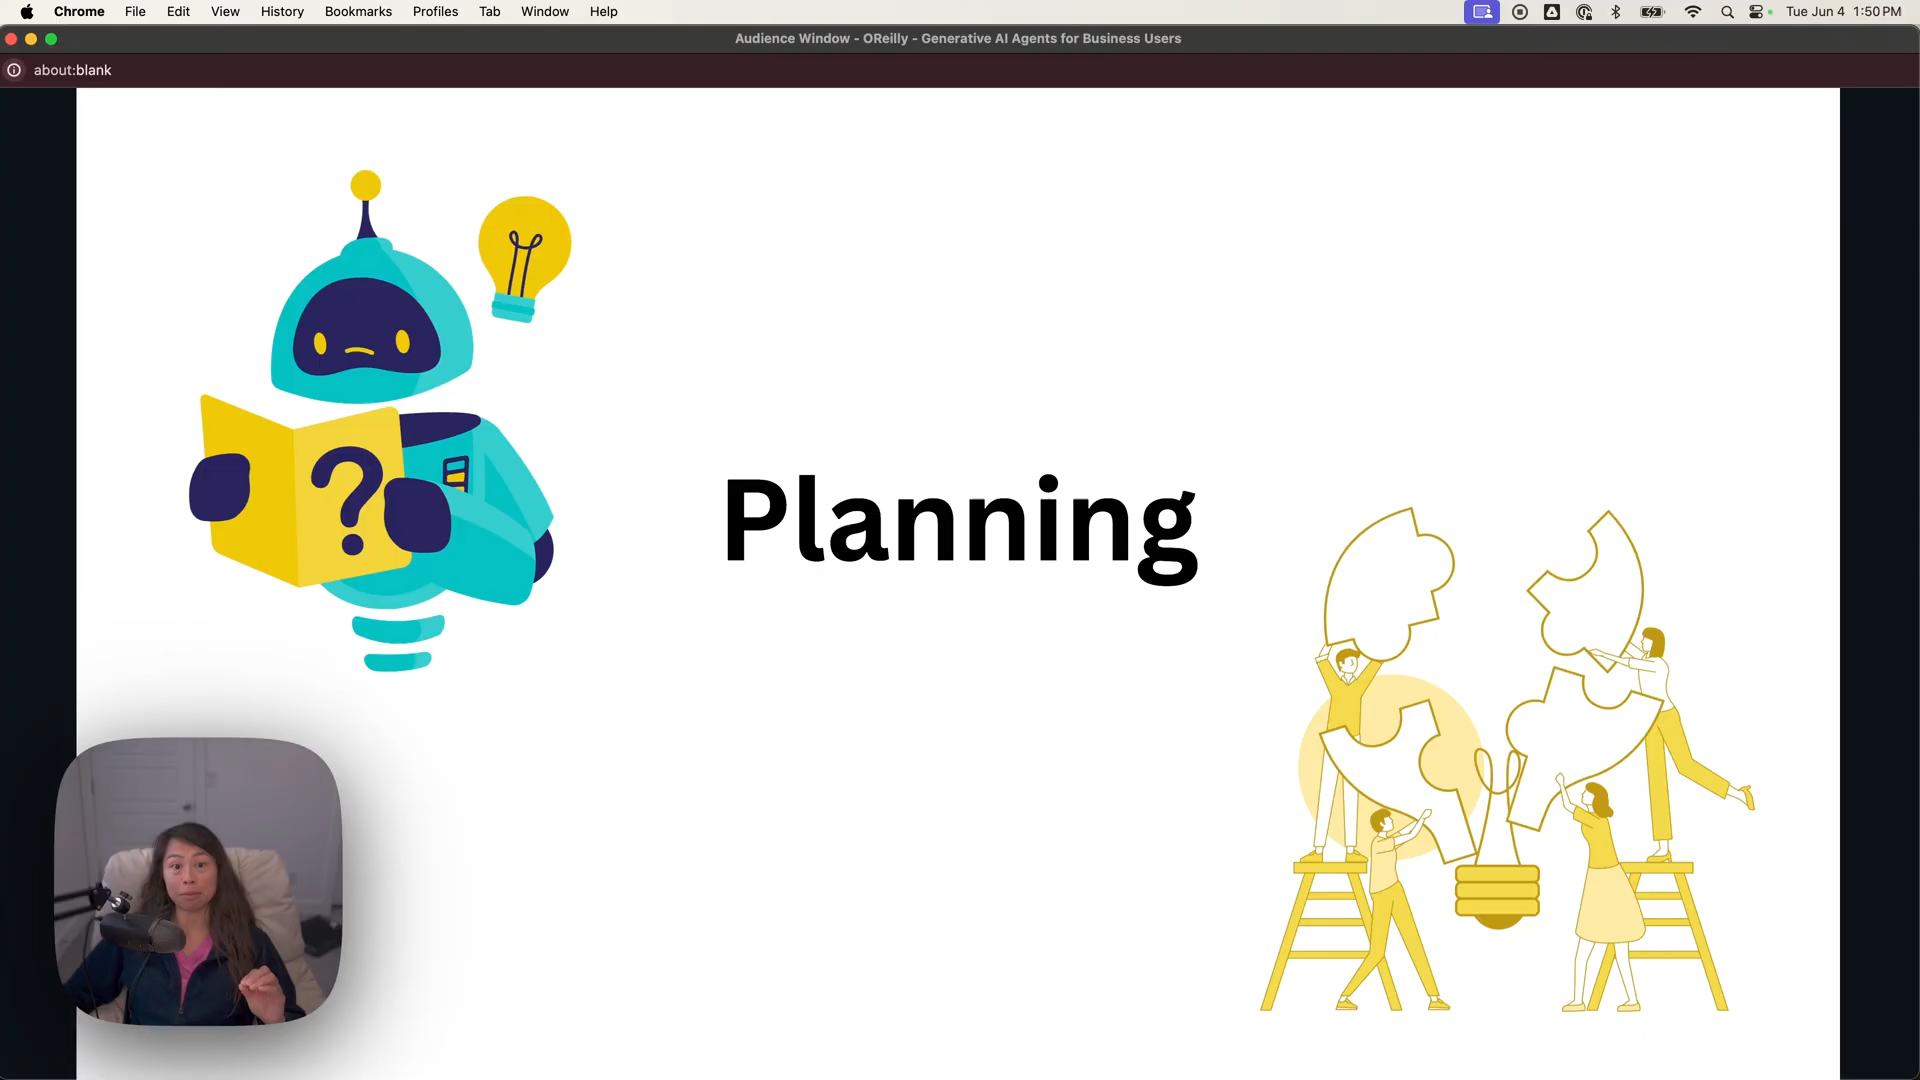 Chrome File Edit View History Bookmarks Profiles Tab Window Help Tue Jun 4 1:50 PM
Audience Window - OReilly - Generative AI Agents for Business Users
about:blank
?
Planning